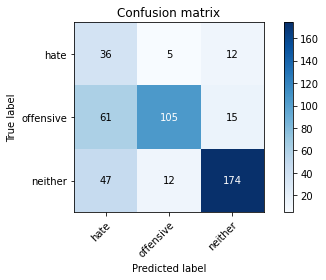 Confusion matrix
True label
hate
offensive
neither
36 5 12
61 105 15
47 12 174
hate
offensive
neither
Predicted label
160
140
120
100
80
60
40
20